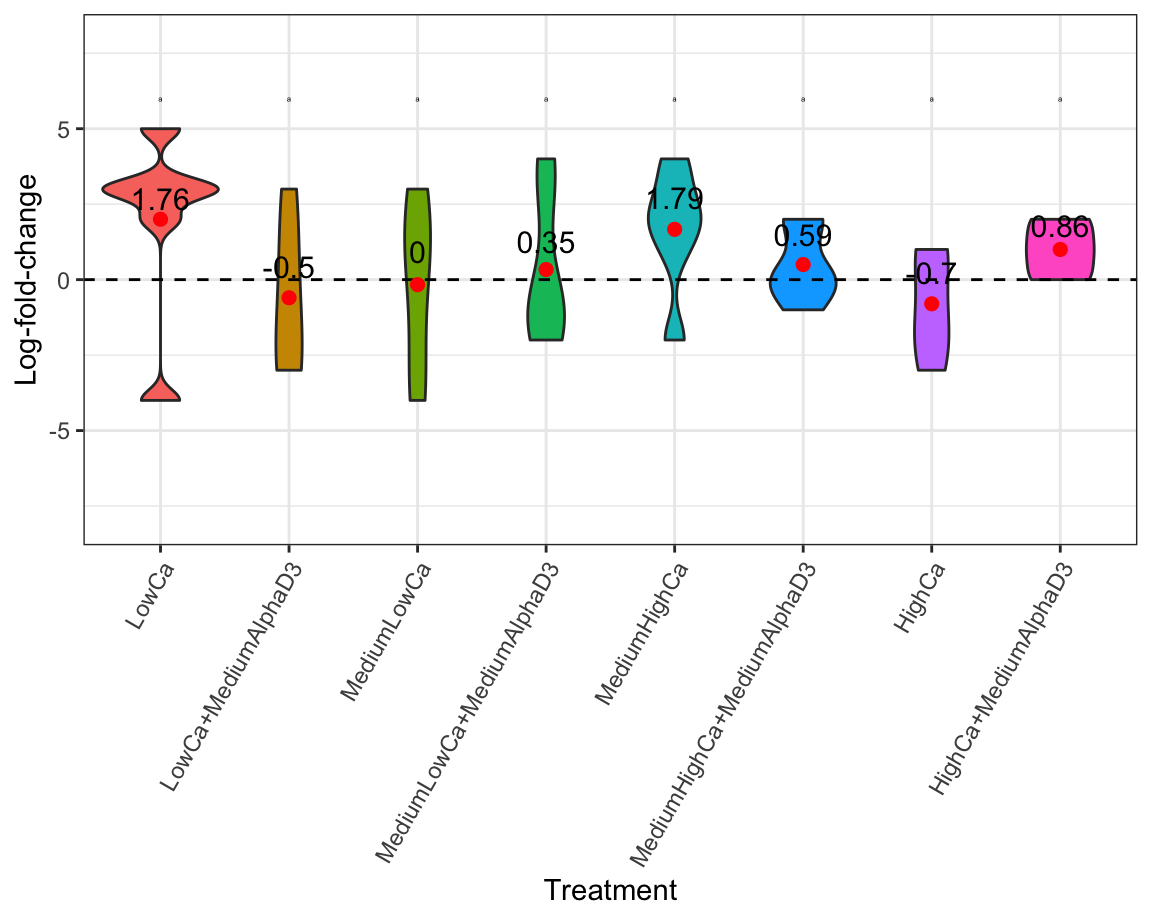 Log-fold-change
5
0
-5
a a a a a a a a
1.76 -0.5 0 0.35 1.79 0.59 -0.7 0.86
LowCa
LowCa+MediumAlphaD3
MediumLowCa
MediumLowCa+MediumAlphaD3
MediumHighCa
MediumHighCa+MediumAlphaD3
HighCa
HighCa+MediumAlphaD3
Treatment